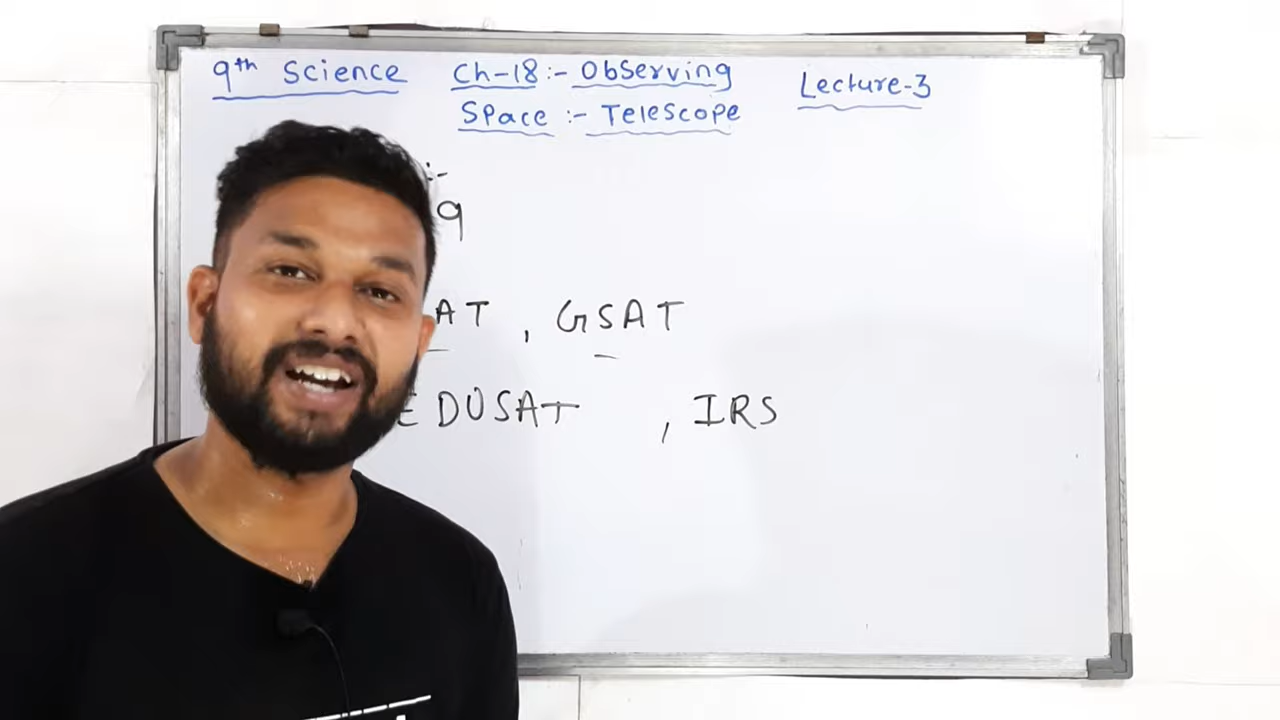 9th Science Ch-18:- Observing Lecture-3
Space :- Telescope
:-
9
AT , GSAT
EDUSAT , IRS